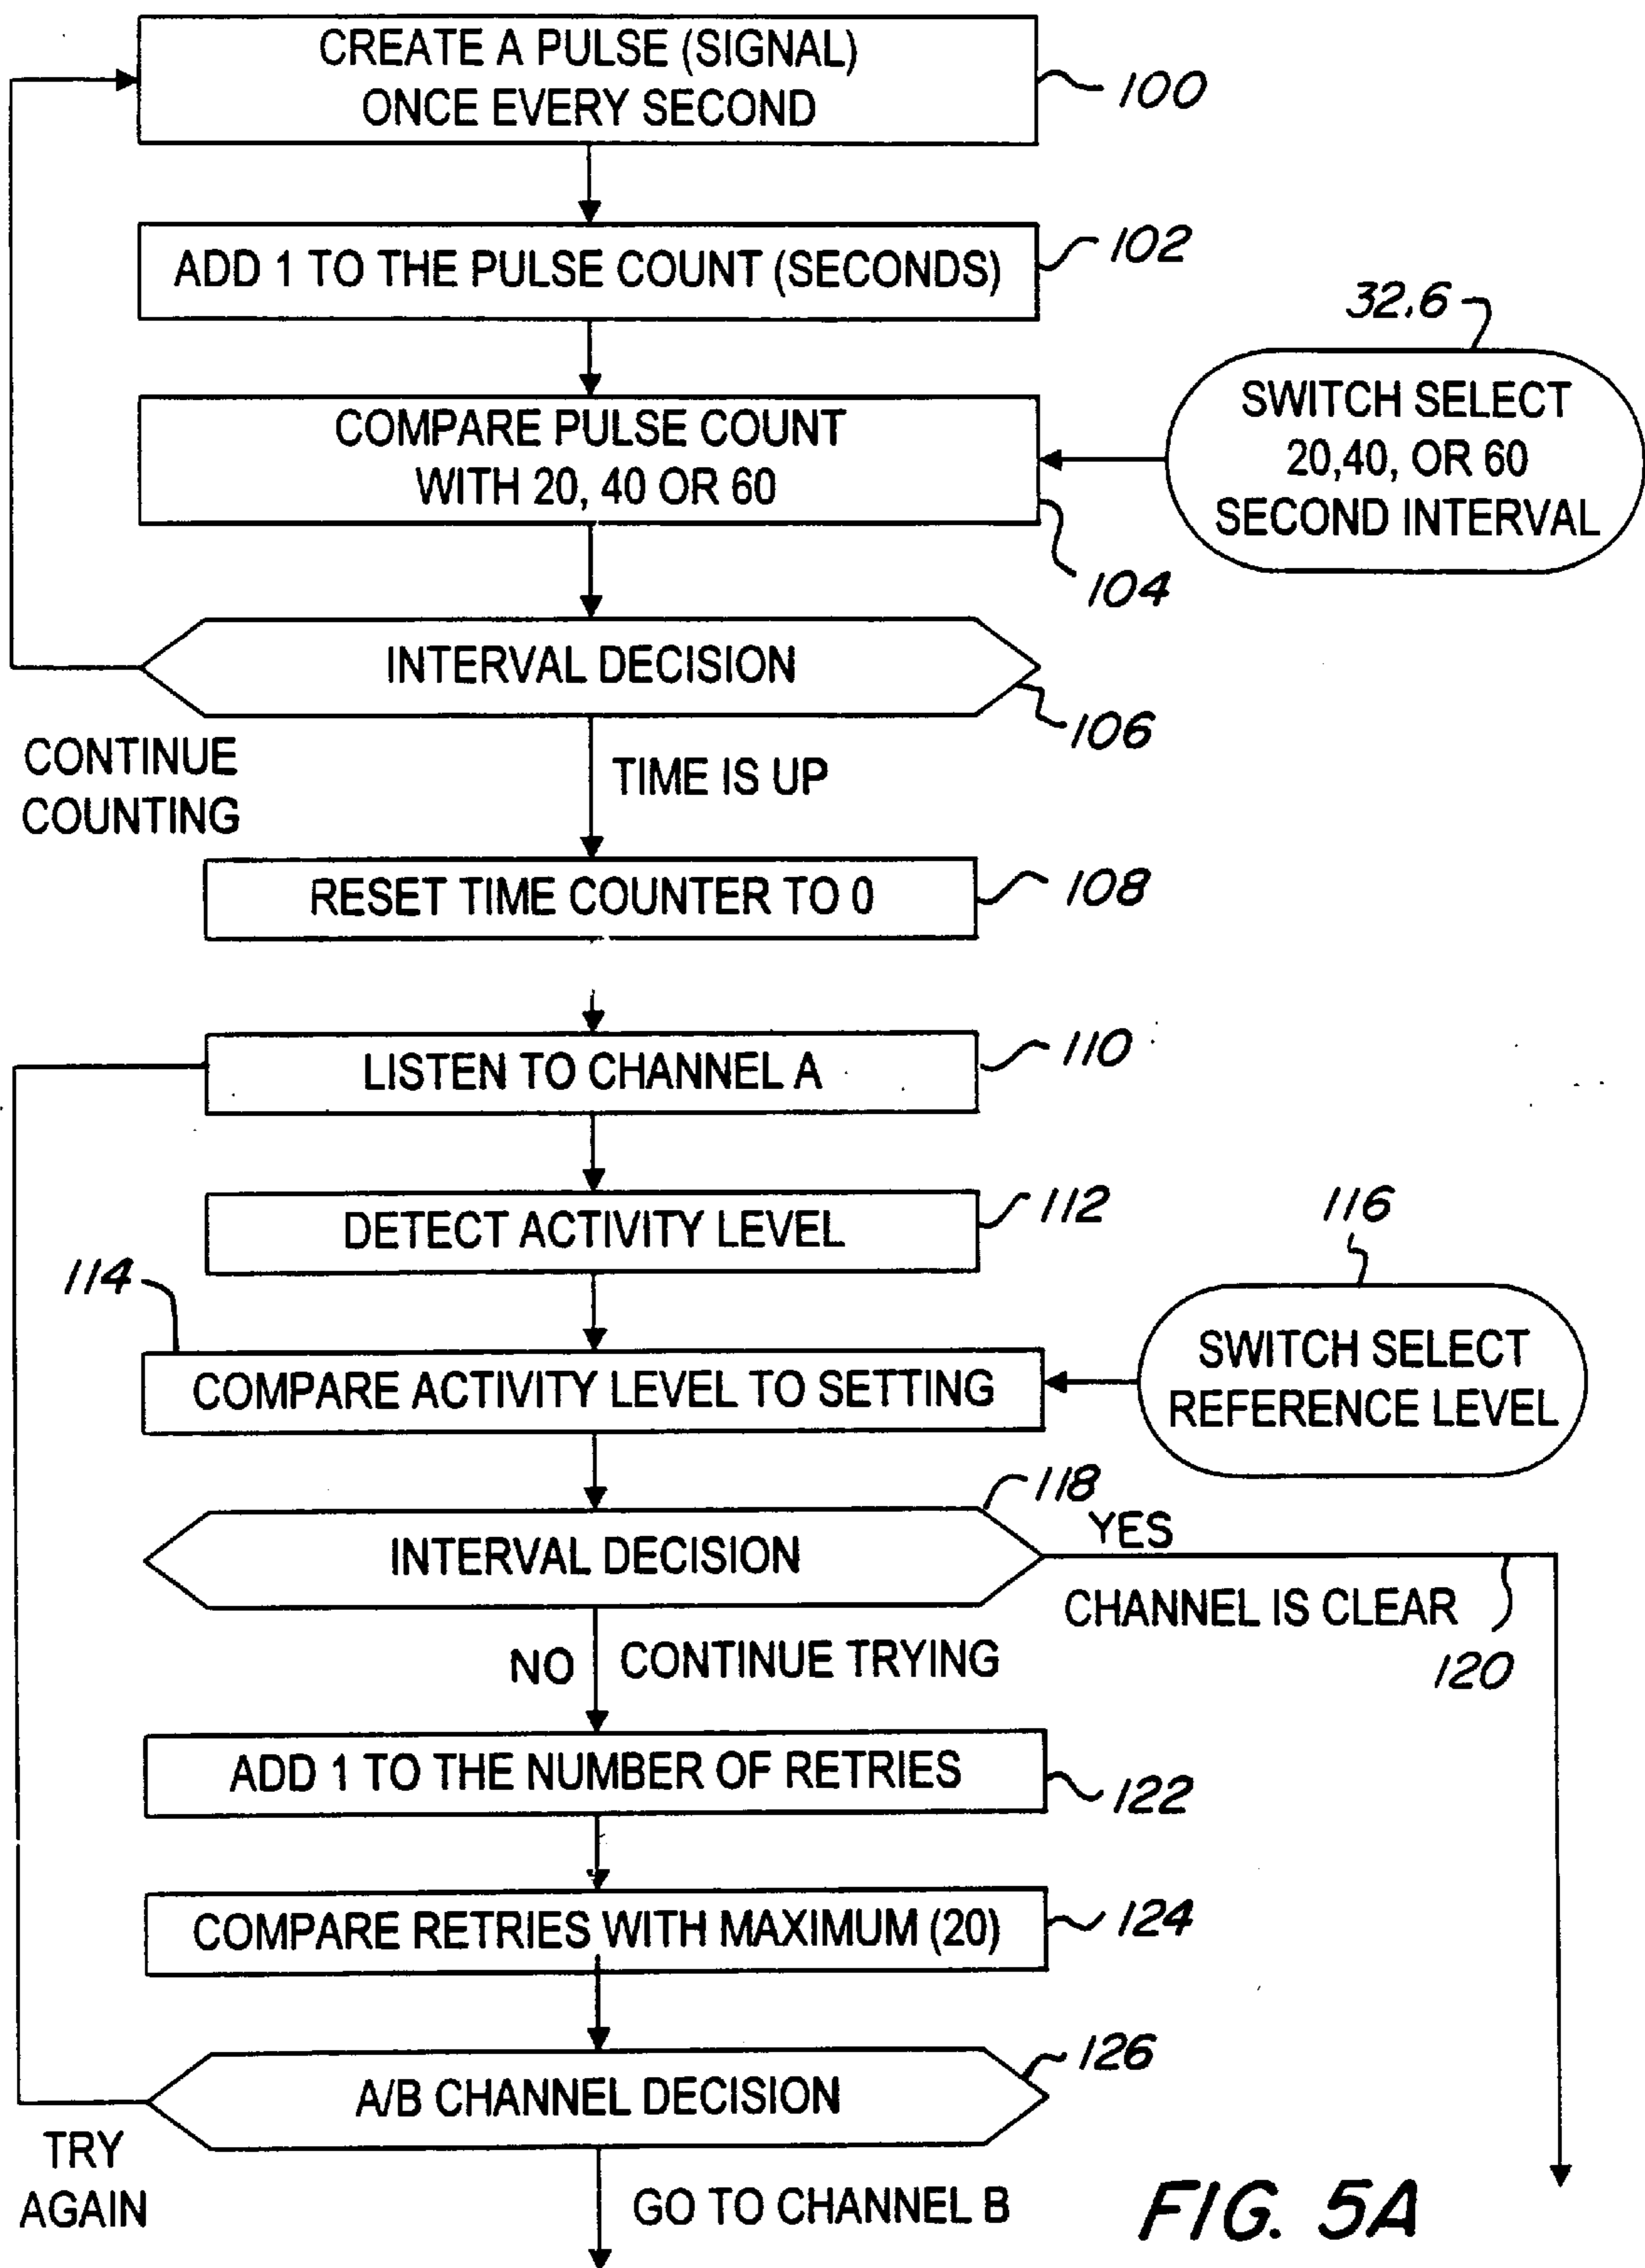 CREATE A PULSE (SIGNAL)
ONCE EVERY SECOND
100
ADD 1 TO THE PULSE COUNT (SECONDS)
102
32,6
COMPARE PULSE COUNT
WITH 20, 40 OR 60
104
SWITCH SELECT
20,40, OR 60
SECOND INTERVAL
INTERVAL DECISION
106
CONTINUE
COUNTING
TIME IS UP
RESET TIME COUNTER TO 0
108
LISTEN TO CHANNEL A
110
DETECT ACTIVITY LEVEL
112
116
114
COMPARE ACTIVITY LEVEL TO SETTING
SWITCH SELECT
REFERENCE LEVEL
118
INTERVAL DECISION
YES
CHANNEL IS CLEAR
120
NO
CONTINUE TRYING
ADD 1 TO THE NUMBER OF RETRIES
122
COMPARE RETRIES WITH MAXIMUM (20)
124
A/B CHANNEL DECISION
126
TRY
AGAIN
GO TO CHANNEL B
FIG. 5A